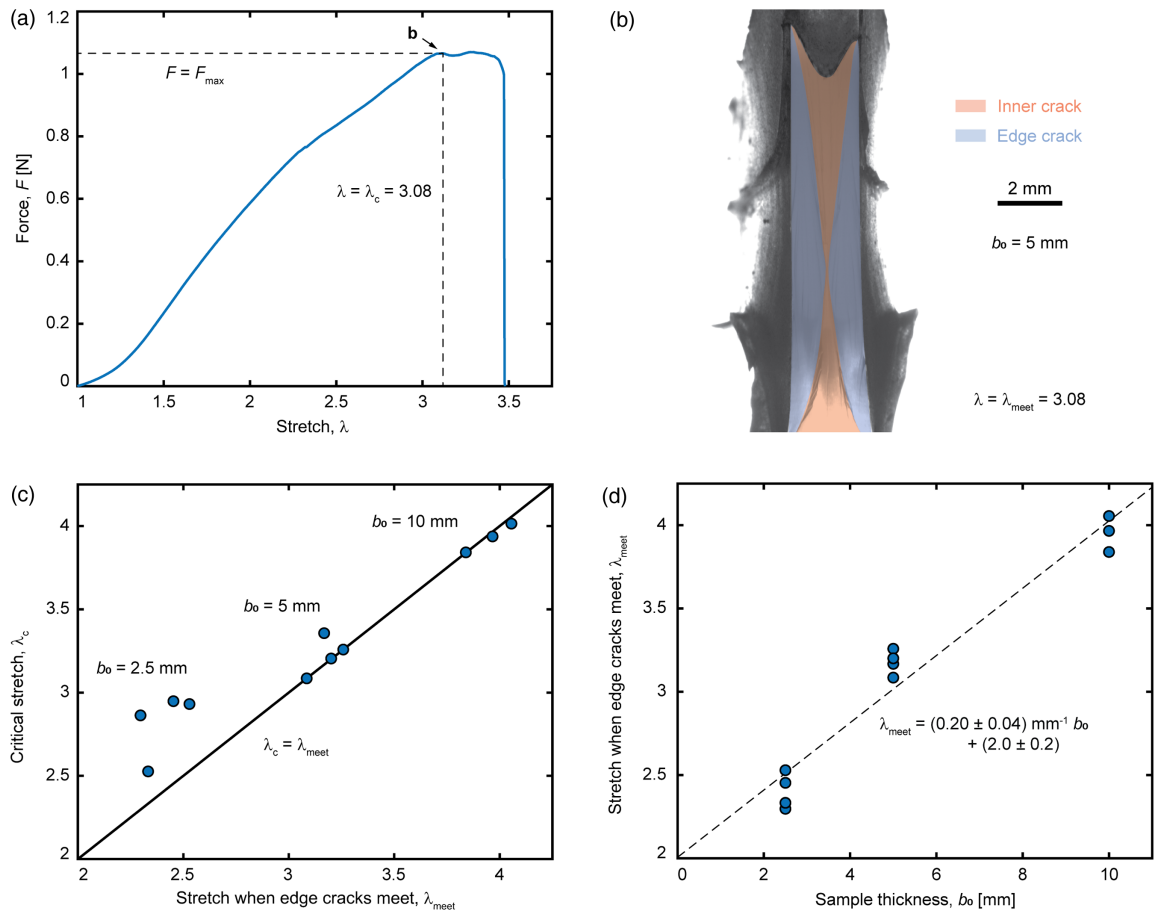 (a)
1.2
1
0.8
0.6
0.4
0.2
0
Force, F [N]
b
F = Fmax
λ = λc = 3.08
1
1.5
2
2.5
3
3.5
Stretch, λ
(b)
Inner crack
Edge crack
2 mm
b₀ = 5 mm
λ = λmeet = 3.08
(c)
4
3.5
3
2.5
2
Critical stretch, λc
b₀ = 10 mm
b₀ = 5 mm
b₀ = 2.5 mm
λc = λmeet
2
2.5
3
3.5
4
Stretch when edge cracks meet, λmeet
(d)
4
3.5
3
2.5
2
Stretch when edge cracks meet, λmeet
λmeet = (0.20 ± 0.04) mm⁻¹ b₀
+ (2.0 ± 0.2)
0
2
4
6
8
10
Sample thickness, b₀ [mm]